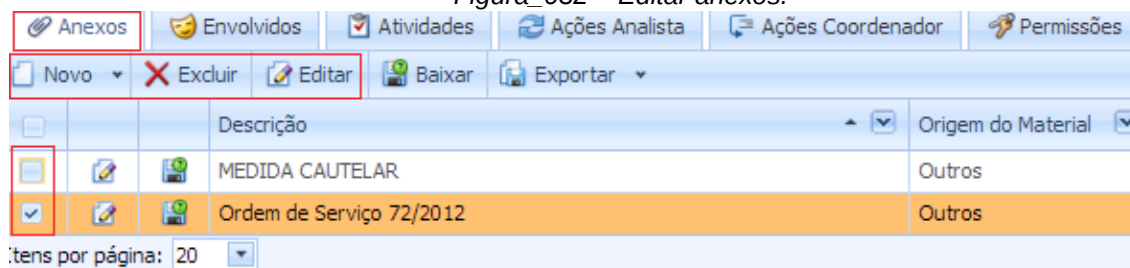 Editar anexos.
Anexos Envolvidos Atividades Ações Analista Ações Coordenador Permissões
Novo Excluir Editar Baixar Exportar
Descrição Origem do Material
MEDIDA CAUTELAR Outros
Ordem de Serviço 72/2012 Outros
Itens por página: 20